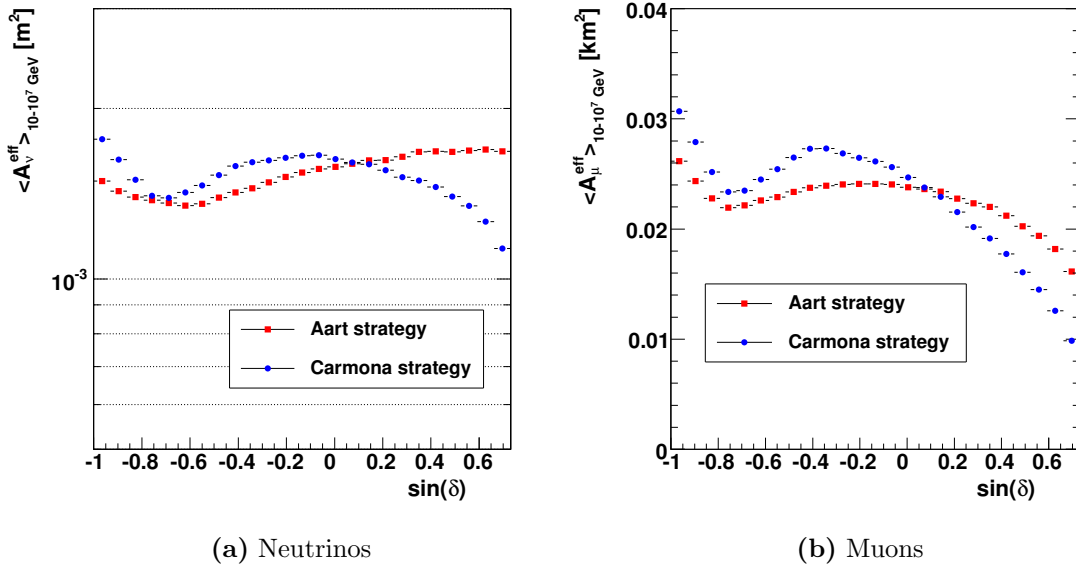 <A_ν^eff>_10-10^7 GeV [m^2]
10^-3
Aart strategy
Carmona strategy
-1 -0.8 -0.6 -0.4 -0.2 0 0.2 0.4 0.6
sin(δ)
(a) Neutrinos
<A_μ^eff>_10-10^7 GeV [km^2]
0.04
0.03
0.02
0.01
0
Aart strategy
Carmona strategy
-1 -0.8 -0.6 -0.4 -0.2 0 0.2 0.4 0.6
sin(δ)
(b) Muons